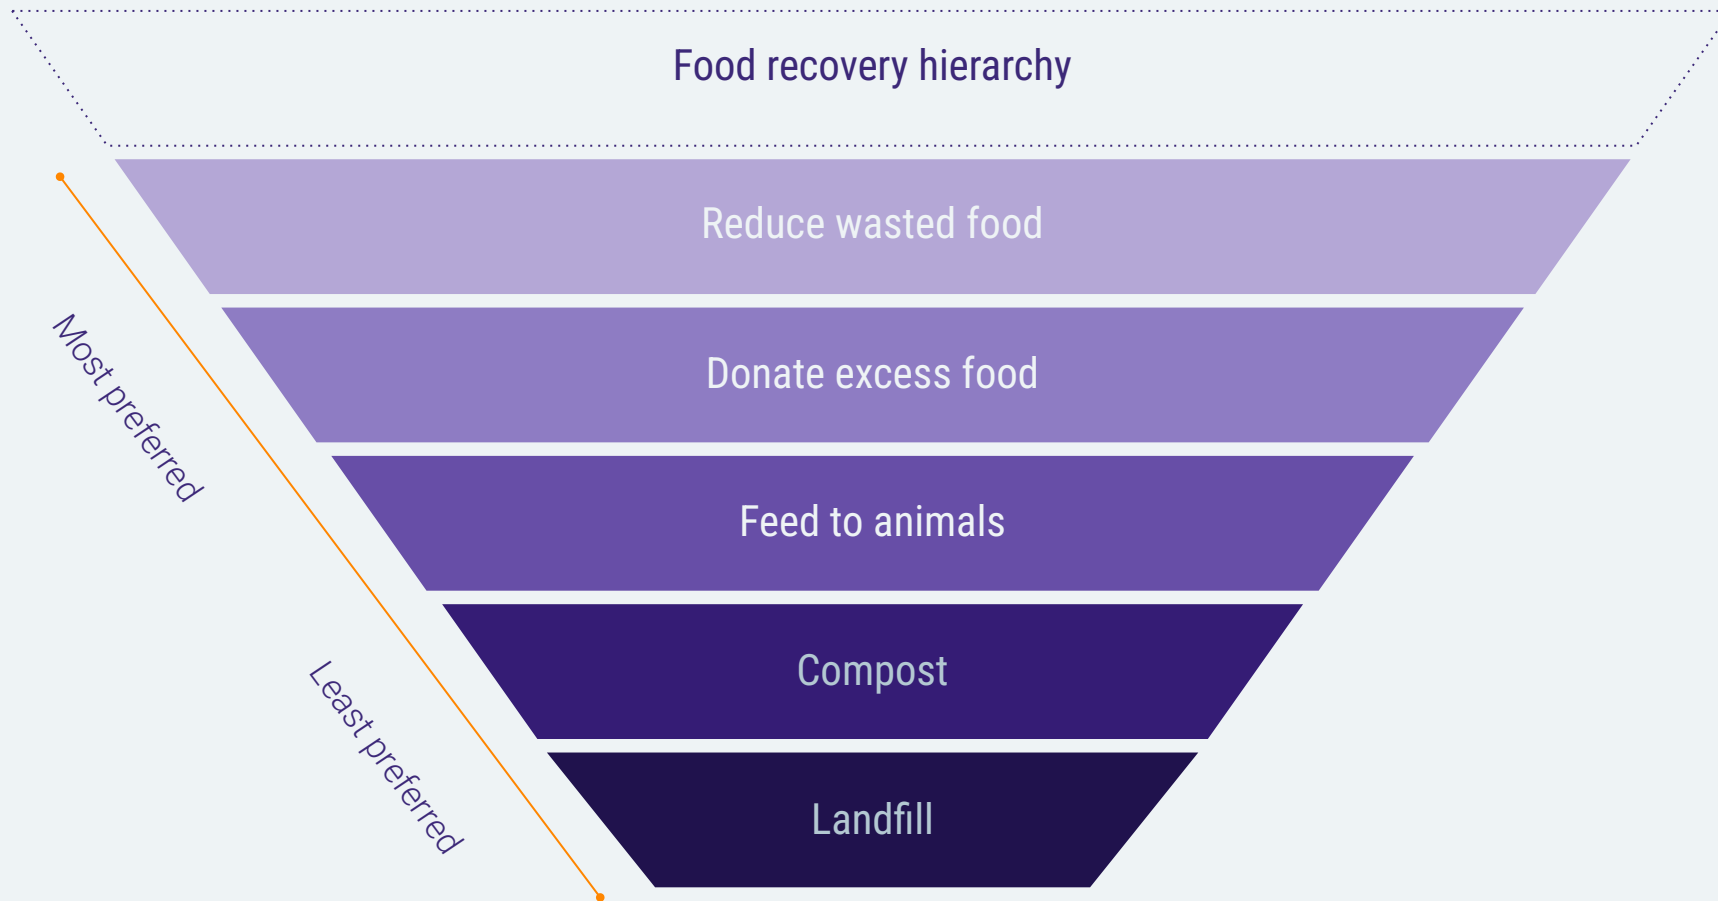 Food recovery hierarchy
Reduce wasted food
Donate excess food
Most preferred
Feed to animals
Compost
Least preferred
Landfill